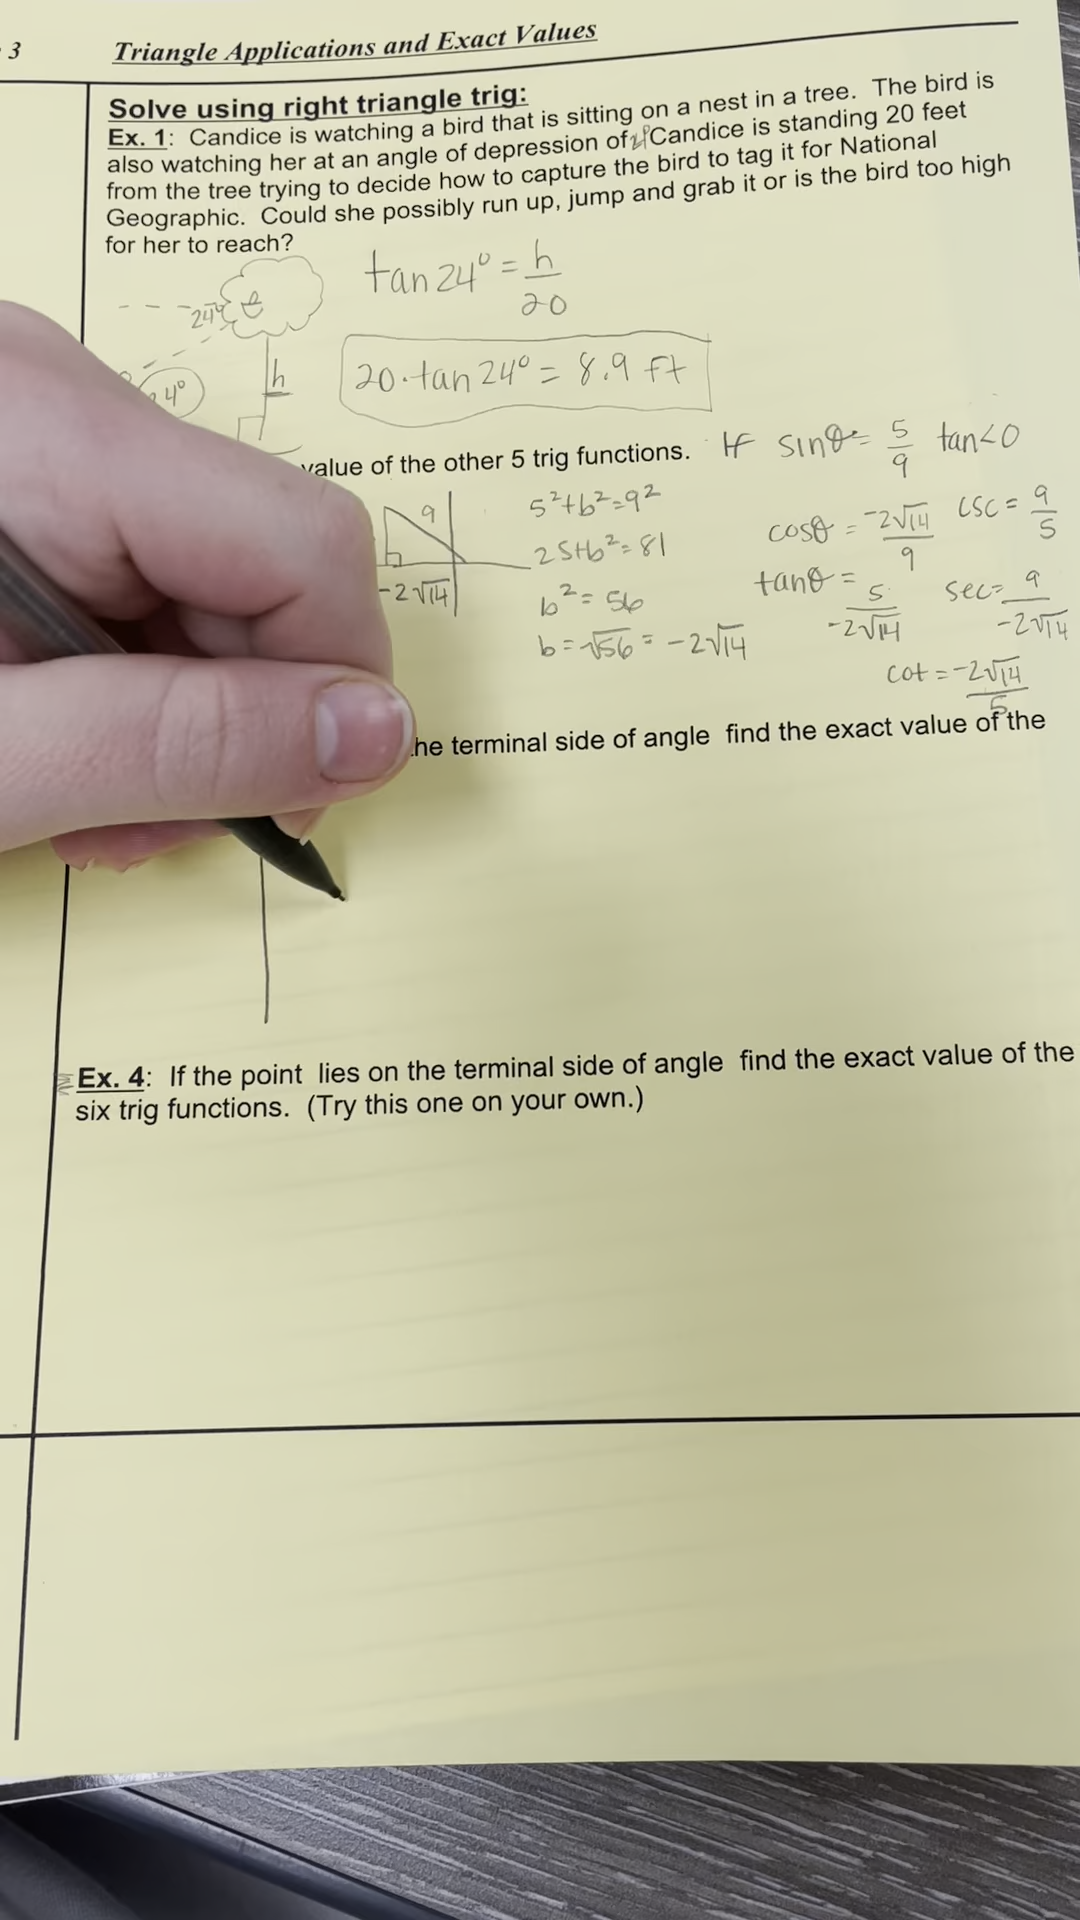 3
Triangle Applications and Exact Values
Solve using right triangle trig:
Ex. 1: Candice is watching a bird that is sitting on a nest in a tree. The bird is
also watching her at an angle of depression of Candice is standing 20 feet
from the tree trying to decide how to capture the bird to tag it for National
Geographic. Could she possibly run up, jump and grab it or is the bird too high
for her to reach?
tan 24° = h/20
24°
h
4°
20·tan 24° = 8.9 ft
value of the other 5 trig functions. If sinθ = 5/9 tan<0
9
-2√14
5²+b²=9²
25+b²=81
b²=56
b=√56 = -2√14
cosθ = -2√14/9 csc = 9/5
tanθ = 5/-2√14 sec= 9/-2√14
cot = -2√14/5
he terminal side of angle find the exact value of the
Ex. 4: If the point lies on the terminal side of angle find the exact value of the
six trig functions. (Try this one on your own.)